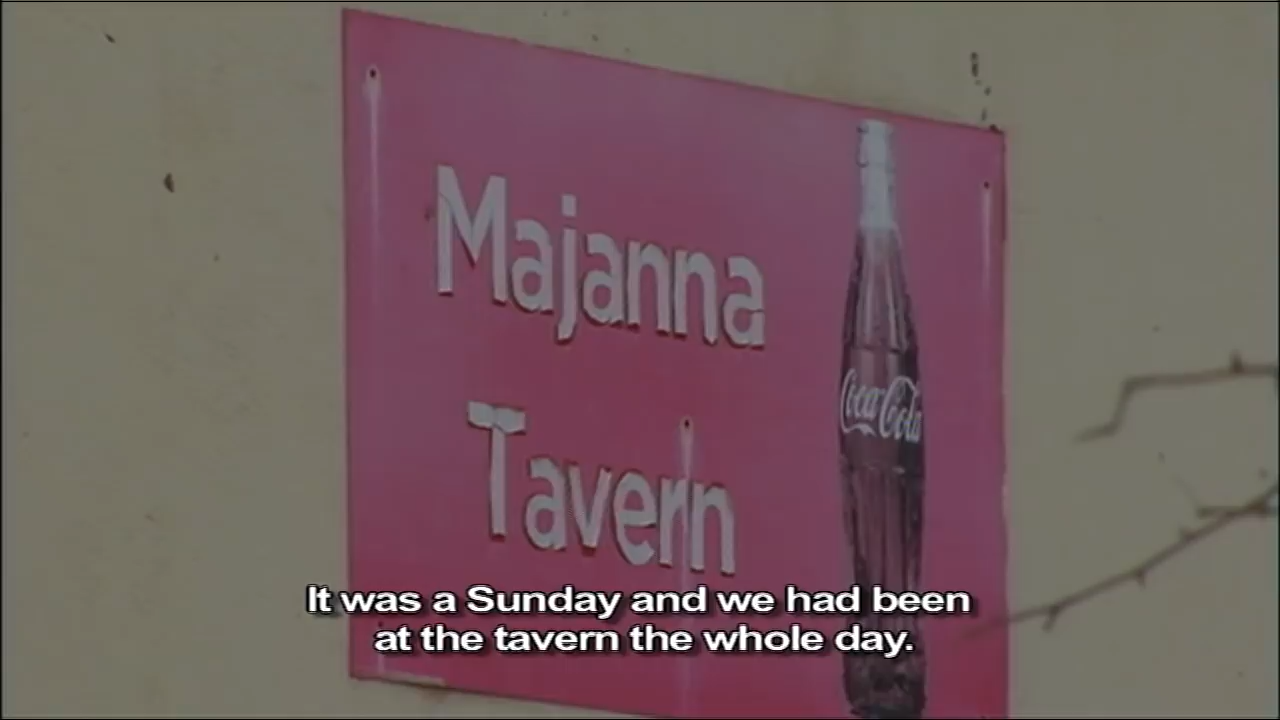 Majanna
Tavern
Coca-Cola
It was a Sunday and we had been
at the tavern the whole day.